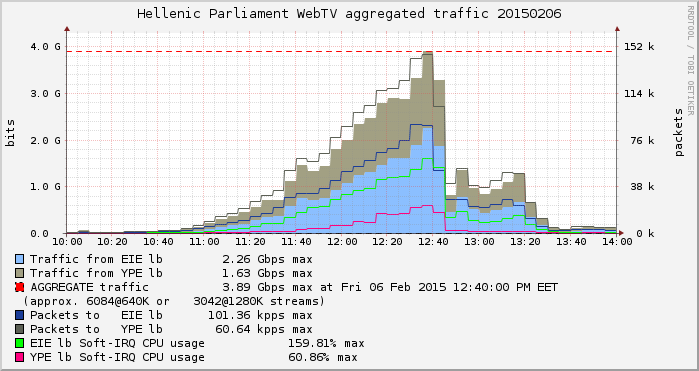 Hellenic Parliament WebTV aggregated traffic 20150206
RRDTOOL / TOBI OETIKER
4.0 G
3.0 G
2.0 G
1.0 G
0.0
bits
152 k
114 k
76 k
38 k
0
packets
10:00 10:20 10:40 11:00 11:20 11:40 12:00 12:20 12:40 13:00 13:20 13:40 14:00
Traffic from EIE lb 2.26 Gbps max
Traffic from YPE lb 1.63 Gbps max
AGGREGATE traffic 3.89 Gbps max at Fri 06 Feb 2015 12:40:00 PM EET
(approx. 6084@640K or 3042@1280K streams)
Packets to EIE lb 101.36 kpps max
Packets to YPE lb 60.64 kpps max
EIE lb Soft-IRQ CPU usage 159.81% max
YPE lb Soft-IRQ CPU usage 60.86% max